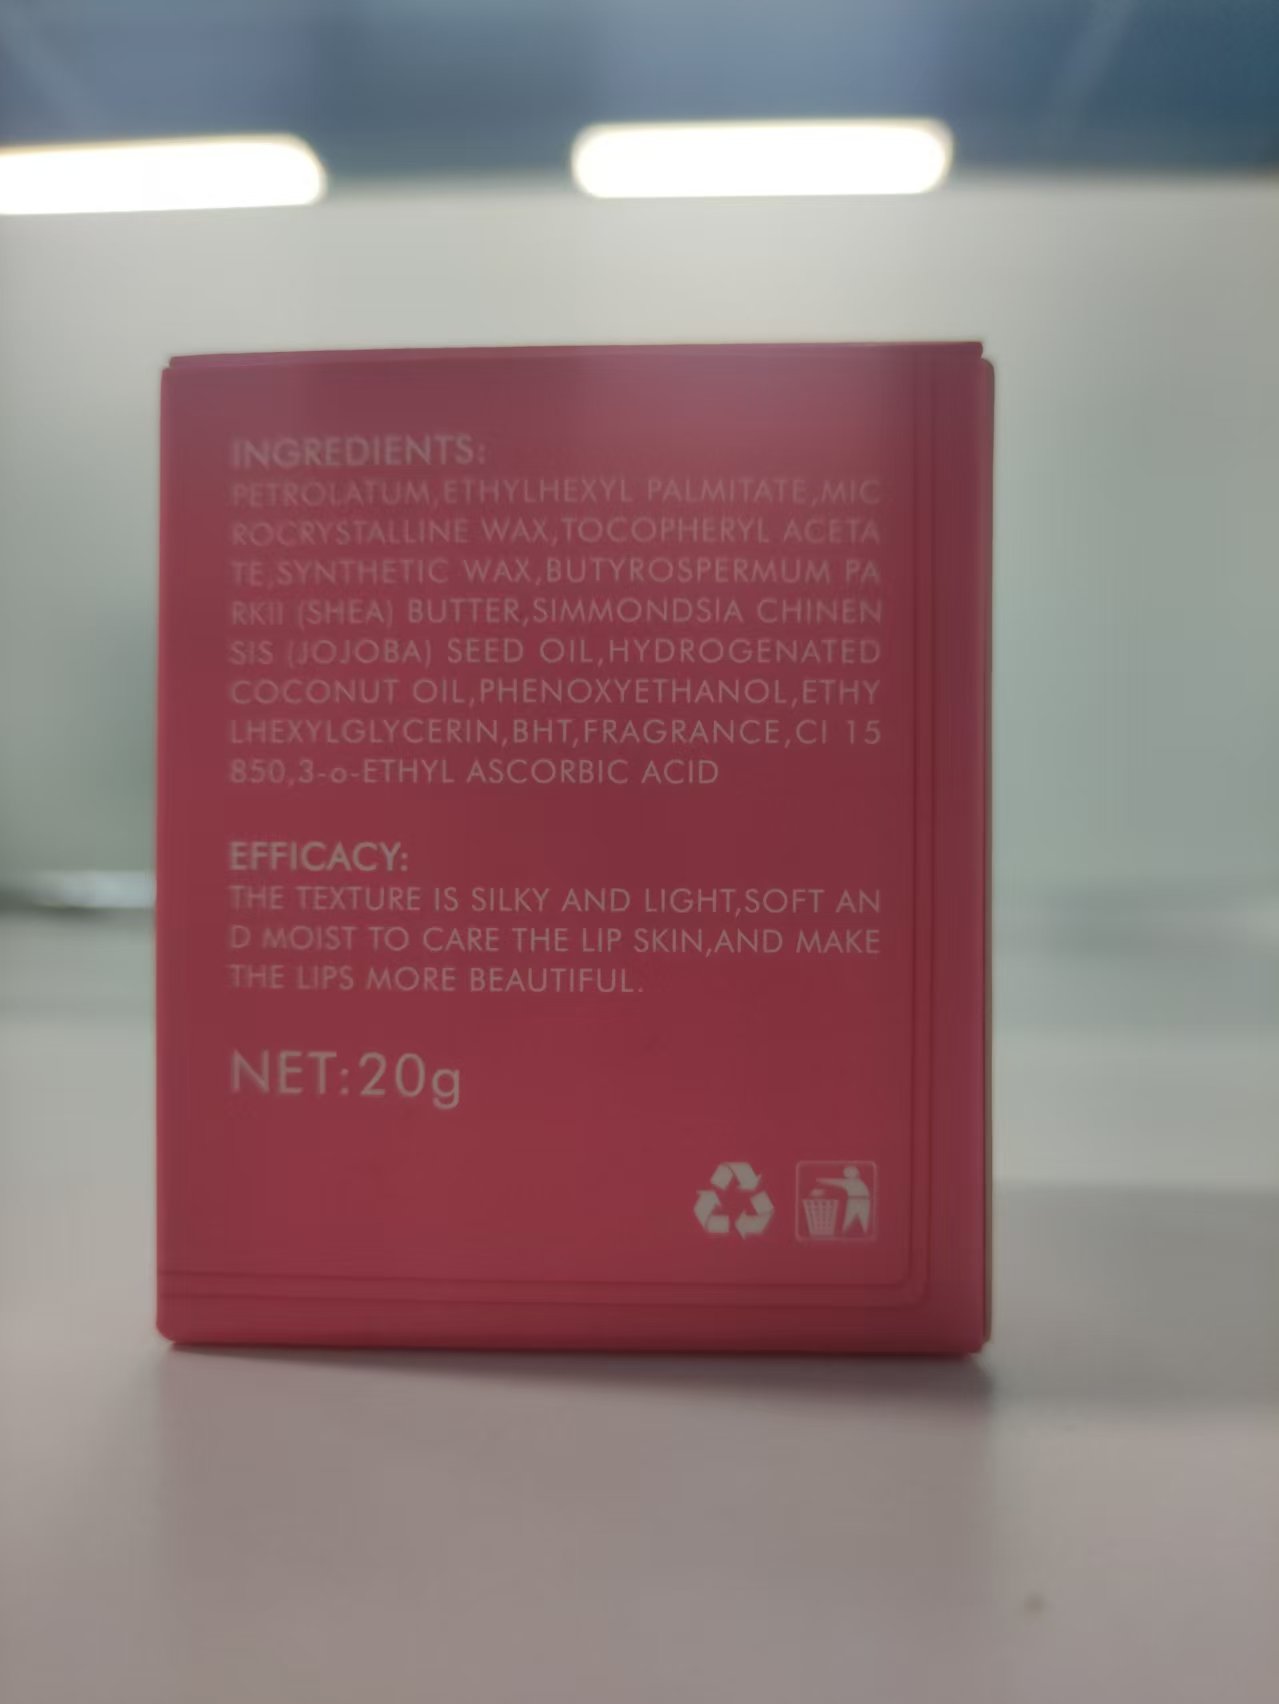 INGREDIENTS:
PETROLATUM,ETHYLHEXYL PALMITATE,MIC
ROCRYSTALLINE WAX,TOCOPHERYL ACETA
TE,SYNTHETIC WAX,BUTYROSPERMUM PA
RKII (SHEA) BUTTER,SIMMONDSIA CHINEN
SIS (JOJOBA) SEED OIL,HYDROGENATED
COCONUT OIL,PHENOXYETHANOL,ETHY
LHEXYLGLYCERIN,BHT,FRAGRANCE,CI 15
850,3-o-ETHYL ASCORBIC ACID
EFFICACY:
THE TEXTURE IS SILKY AND LIGHT,SOFT AN
D MOIST TO CARE THE LIP SKIN,AND MAKE
THE LIPS MORE BEAUTIFUL.
NET:20g